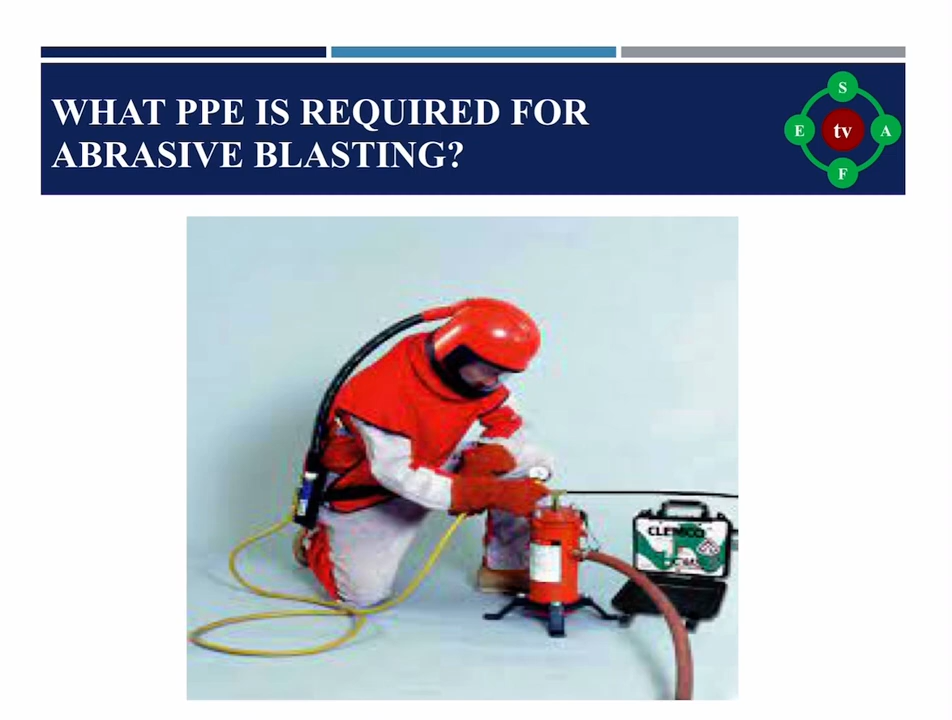 WHAT PPE IS REQUIRED FOR
ABRASIVE BLASTING?
S
E
tv
A
F
CLEMCO